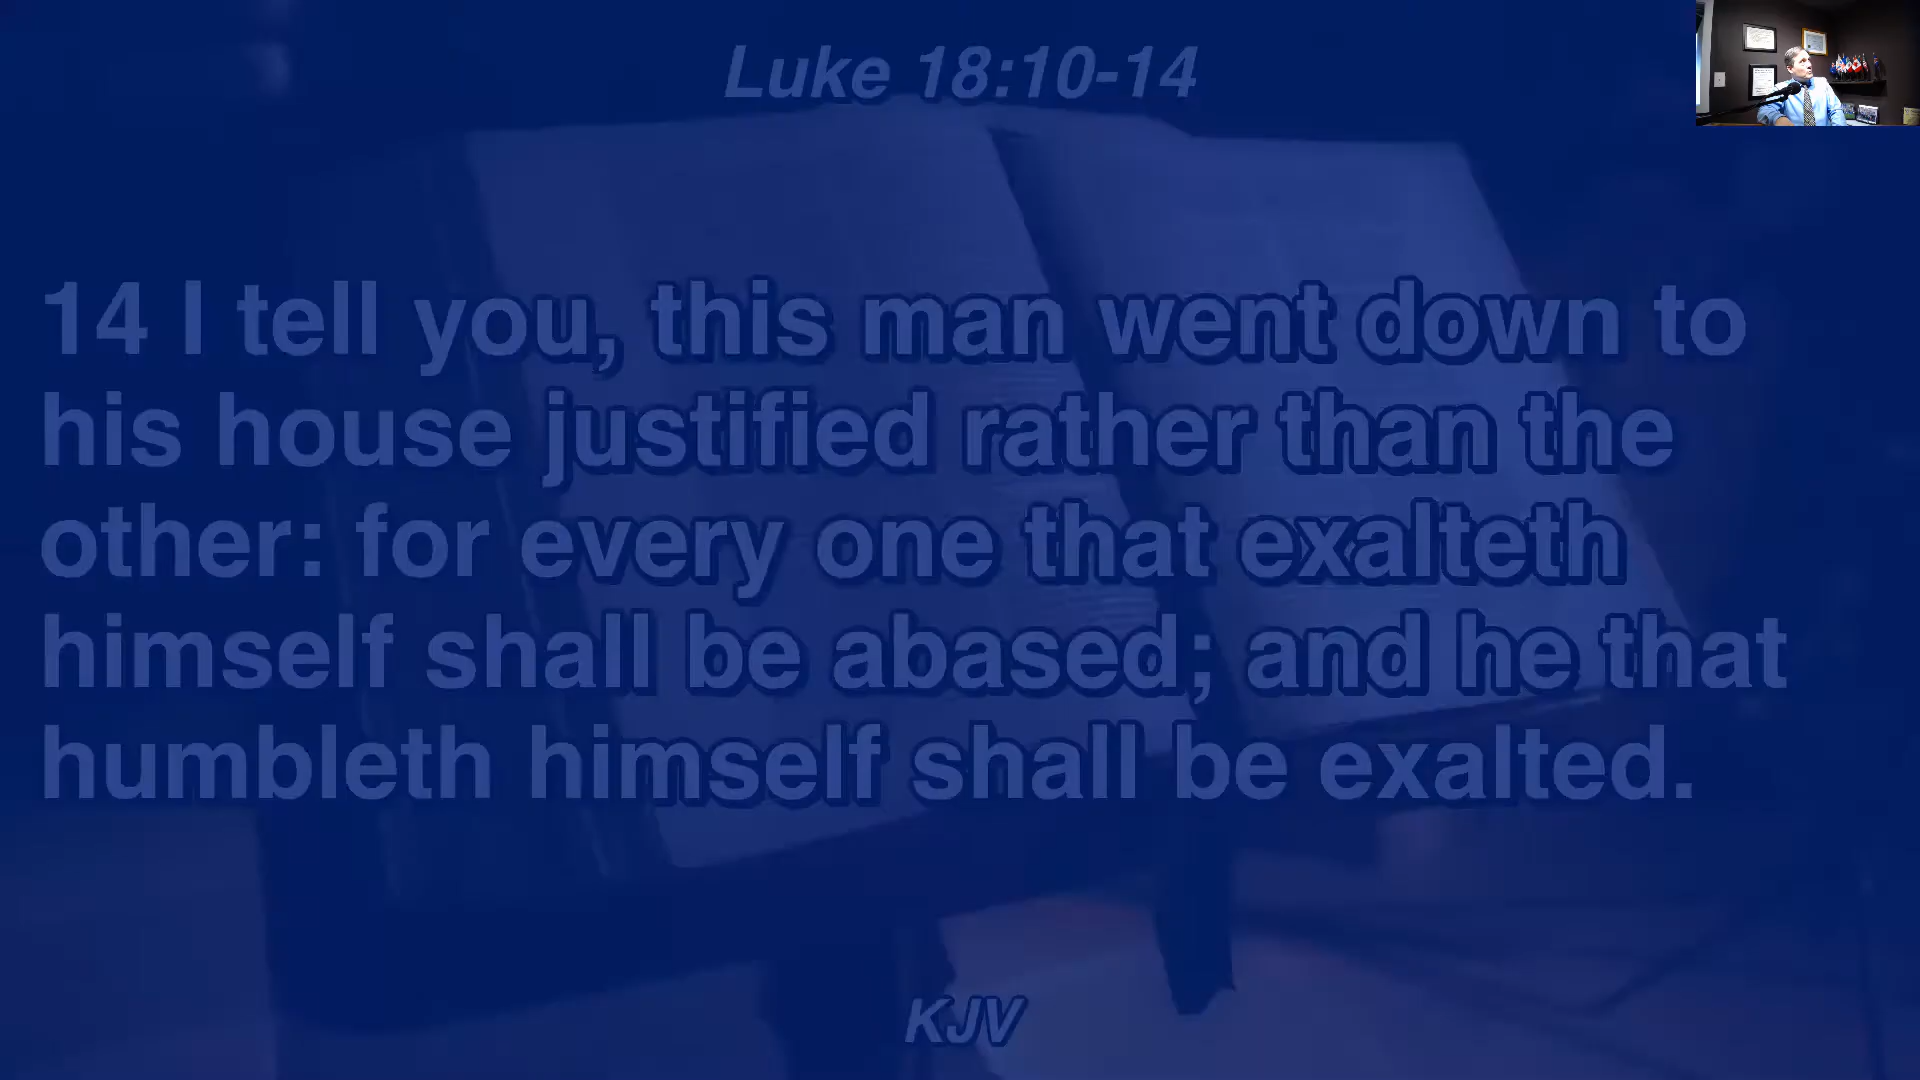 Luke 18:10-14
14 I tell you, this man went down to
his house justified rather than the
other: for every one that exalteth
himself shall be abased; and he that
humbleth himself shall be exalted.
KJV